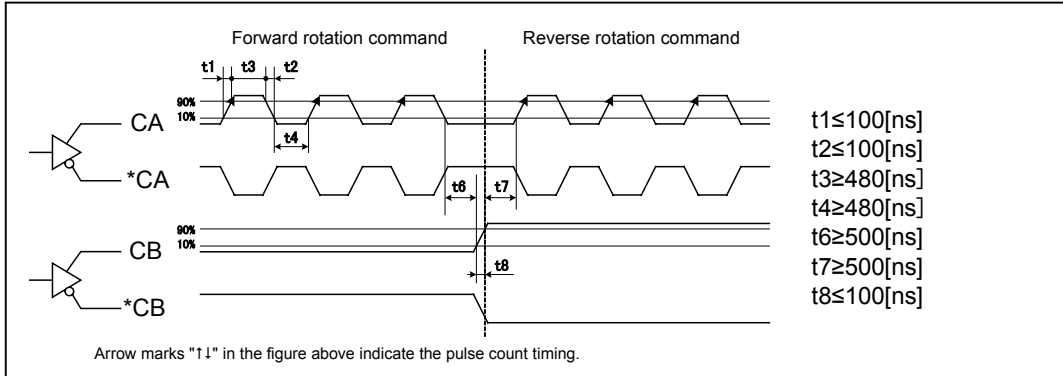 Forward rotation command
Reverse rotation command
t1 t3 t2
90%
10%
CA
t4
*CA
t6 t7
90%
10%
CB
t8
*CB
t1≤100[ns]
t2≤100[ns]
t3≥480[ns]
t4≥480[ns]
t6≥500[ns]
t7≥500[ns]
t8≤100[ns]
Arrow marks "↑↓" in the figure above indicate the pulse count timing.